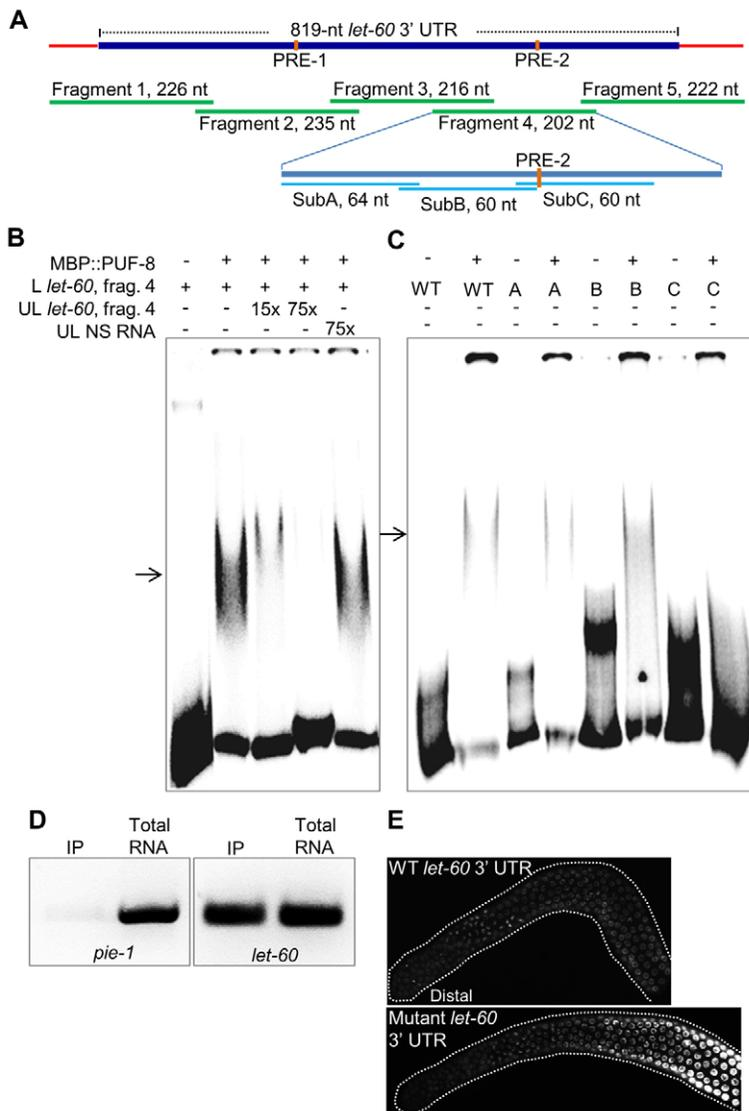 A
819-nt let-60 3' UTR
PRE-1 PRE-2
Fragment 1, 226 nt Fragment 3, 216 nt Fragment 5, 222 nt
Fragment 2, 235 nt Fragment 4, 202 nt
PRE-2
SubA, 64 nt SubB, 60 nt SubC, 60 nt
B
MBP::PUF-8 - + + + +
L let-60, frag. 4 + + + + +
UL let-60, frag. 4 - - 15x 75x -
UL NS RNA - - - - 75x
C
- + - + - + - +
WT WT A A B B C C
- - - - - - - -
- - - - - - - -
D
IP Total RNA IP Total RNA
pie-1 let-60
E
WT let-60 3' UTR
Distal
Mutant let-60
3' UTR